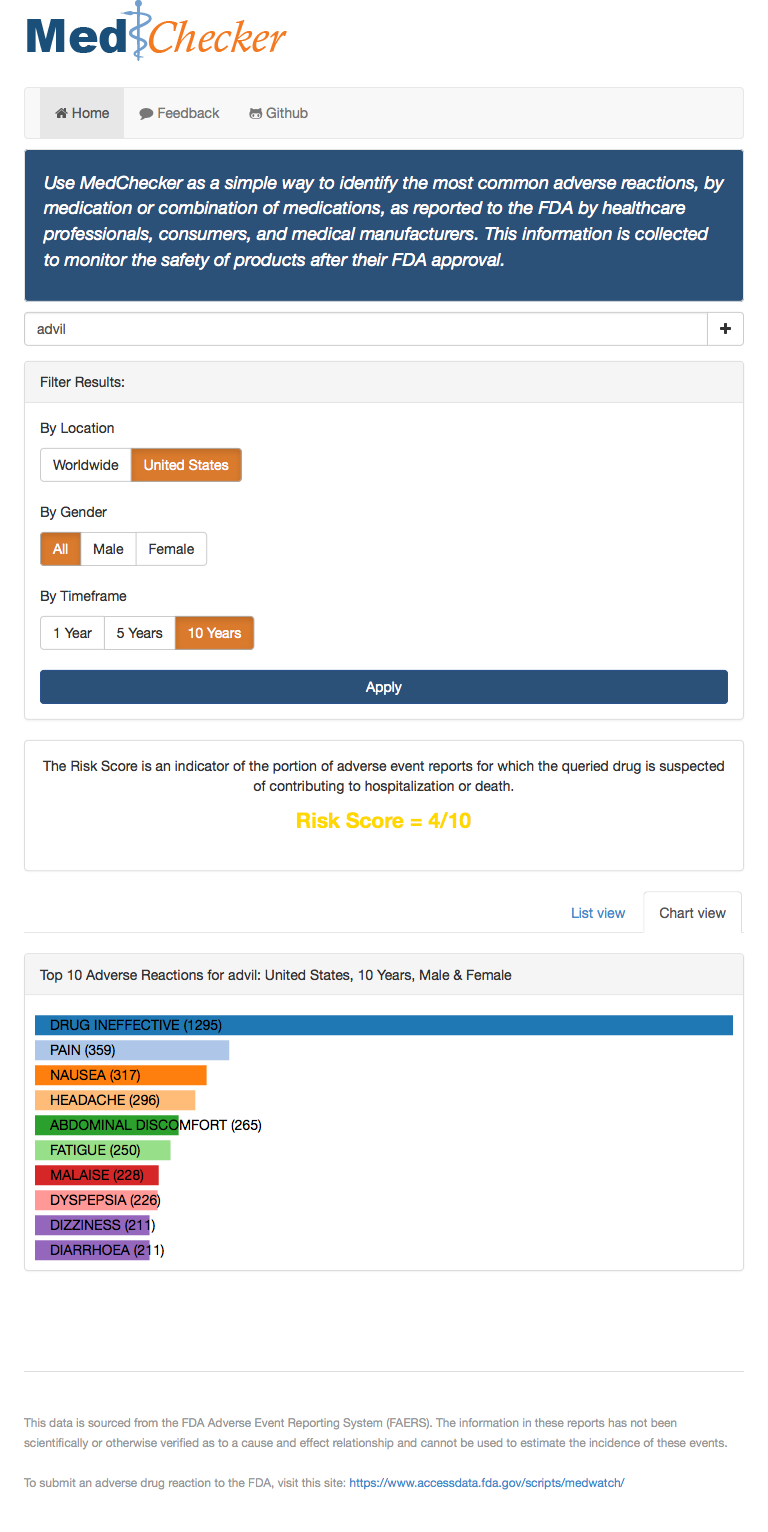 Med Checker
Home Feedback Github
Use MedChecker as a simple way to identify the most common adverse reactions, by
medication or combination of medications, as reported to the FDA by healthcare
professionals, consumers, and medical manufacturers. This information is collected
to monitor the safety of products after their FDA approval.
advil
Filter Results:
By Location
Worldwide United States
By Gender
All Male Female
By Timeframe
1 Year 5 Years 10 Years
Apply
The Risk Score is an indicator of the portion of adverse event reports for which the queried drug is suspected
of contributing to hospitalization or death.
Risk Score = 4/10
List view Chart view
Top 10 Adverse Reactions for advil: United States, 10 Years, Male & Female
DRUG INEFFECTIVE (1295)
PAIN (359)
NAUSEA (317)
HEADACHE (296)
ABDOMINAL DISCOMFORT (265)
FATIGUE (250)
MALAISE (228)
DYSPEPSIA (226)
DIZZINESS (211)
DIARRHOEA (211)
This data is sourced from the FDA Adverse Event Reporting System (FAERS). The information in these reports has not been
scientifically or otherwise verified as to a cause and effect relationship and cannot be used to estimate the incidence of these events.
To submit an adverse drug reaction to the FDA, visit this site: https://www.accessdata.fda.gov/scripts/medwatch/